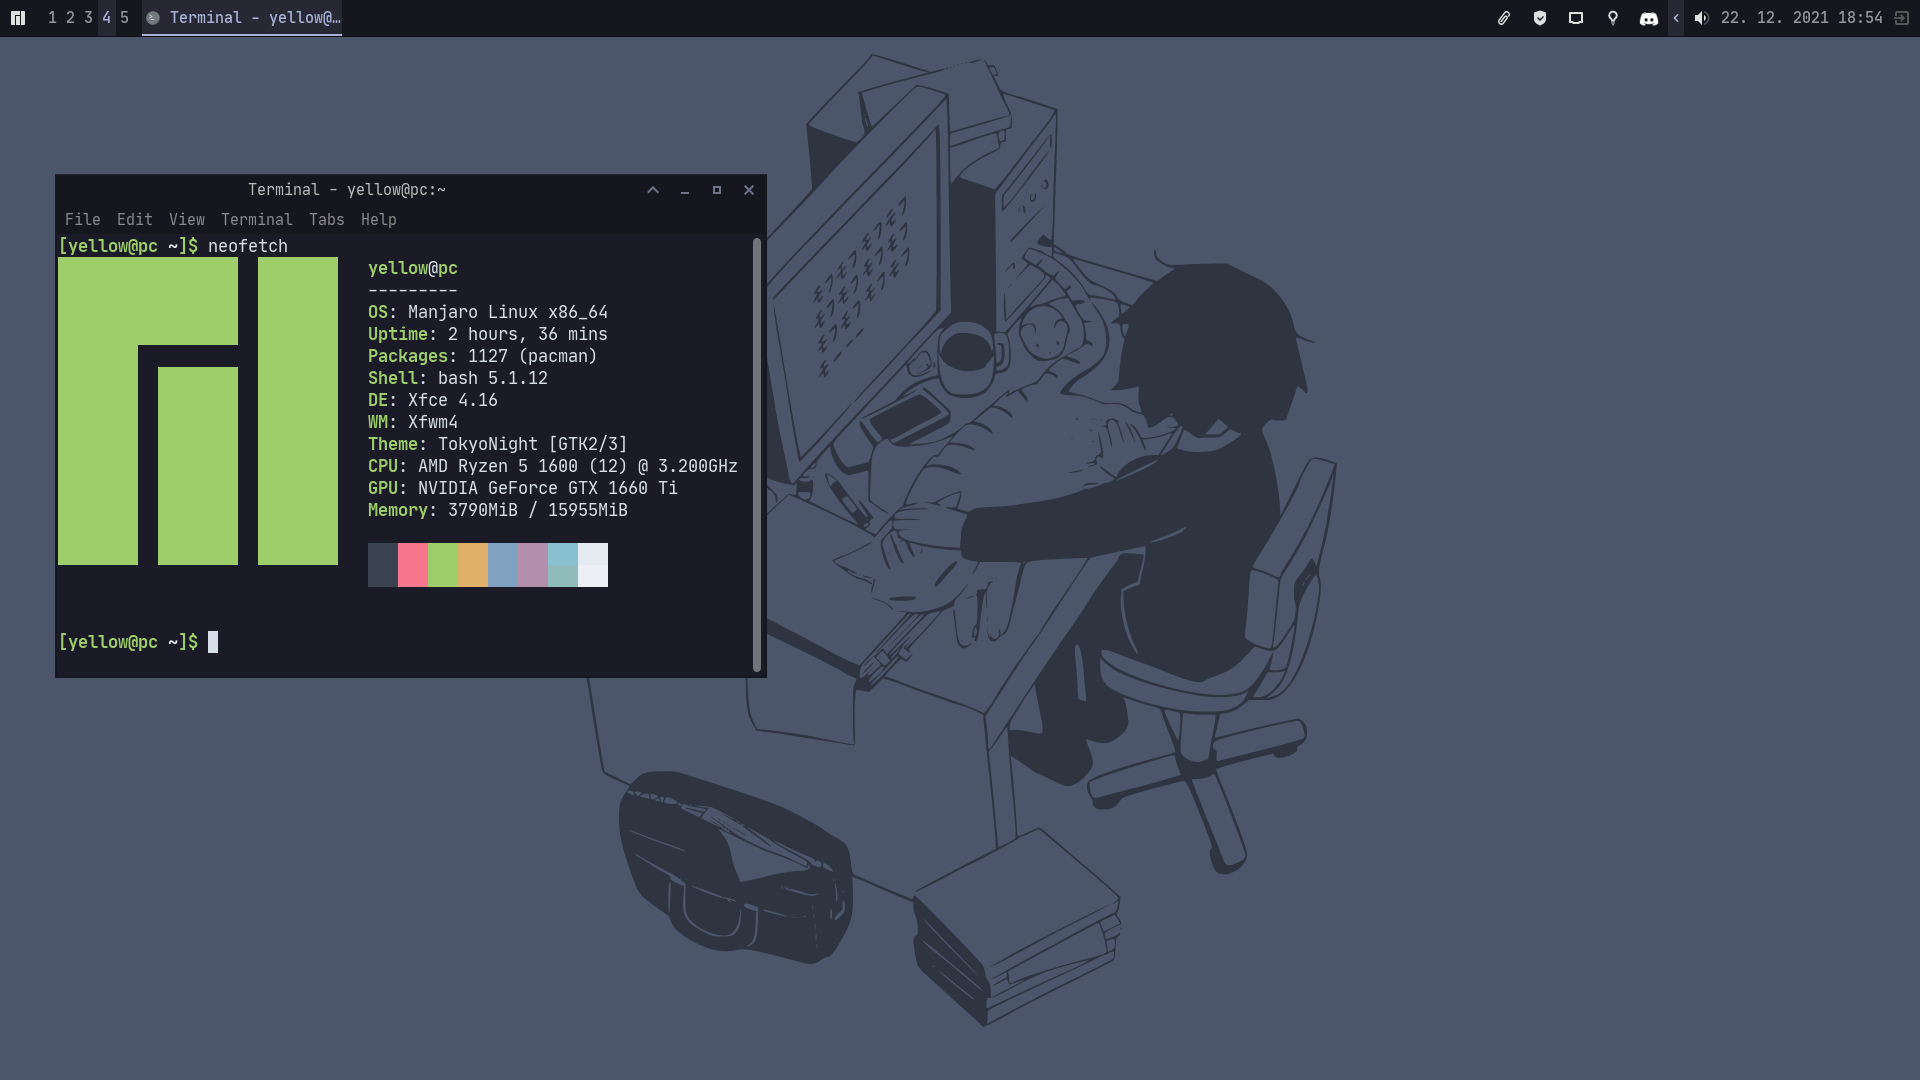 1 2 3 4 5 Terminal - yellow@… 22. 12. 2021 18:54
Terminal - yellow@pc:~
File Edit View Terminal Tabs Help
[yellow@pc ~]$ neofetch
yellow@pc
---------
OS: Manjaro Linux x86_64
Uptime: 2 hours, 36 mins
Packages: 1127 (pacman)
Shell: bash 5.1.12
DE: Xfce 4.16
WM: Xfwm4
Theme: TokyoNight [GTK2/3]
CPU: AMD Ryzen 5 1600 (12) @ 3.200GHz
GPU: NVIDIA GeForce GTX 1660 Ti
Memory: 3790MiB / 15955MiB
[yellow@pc ~]$